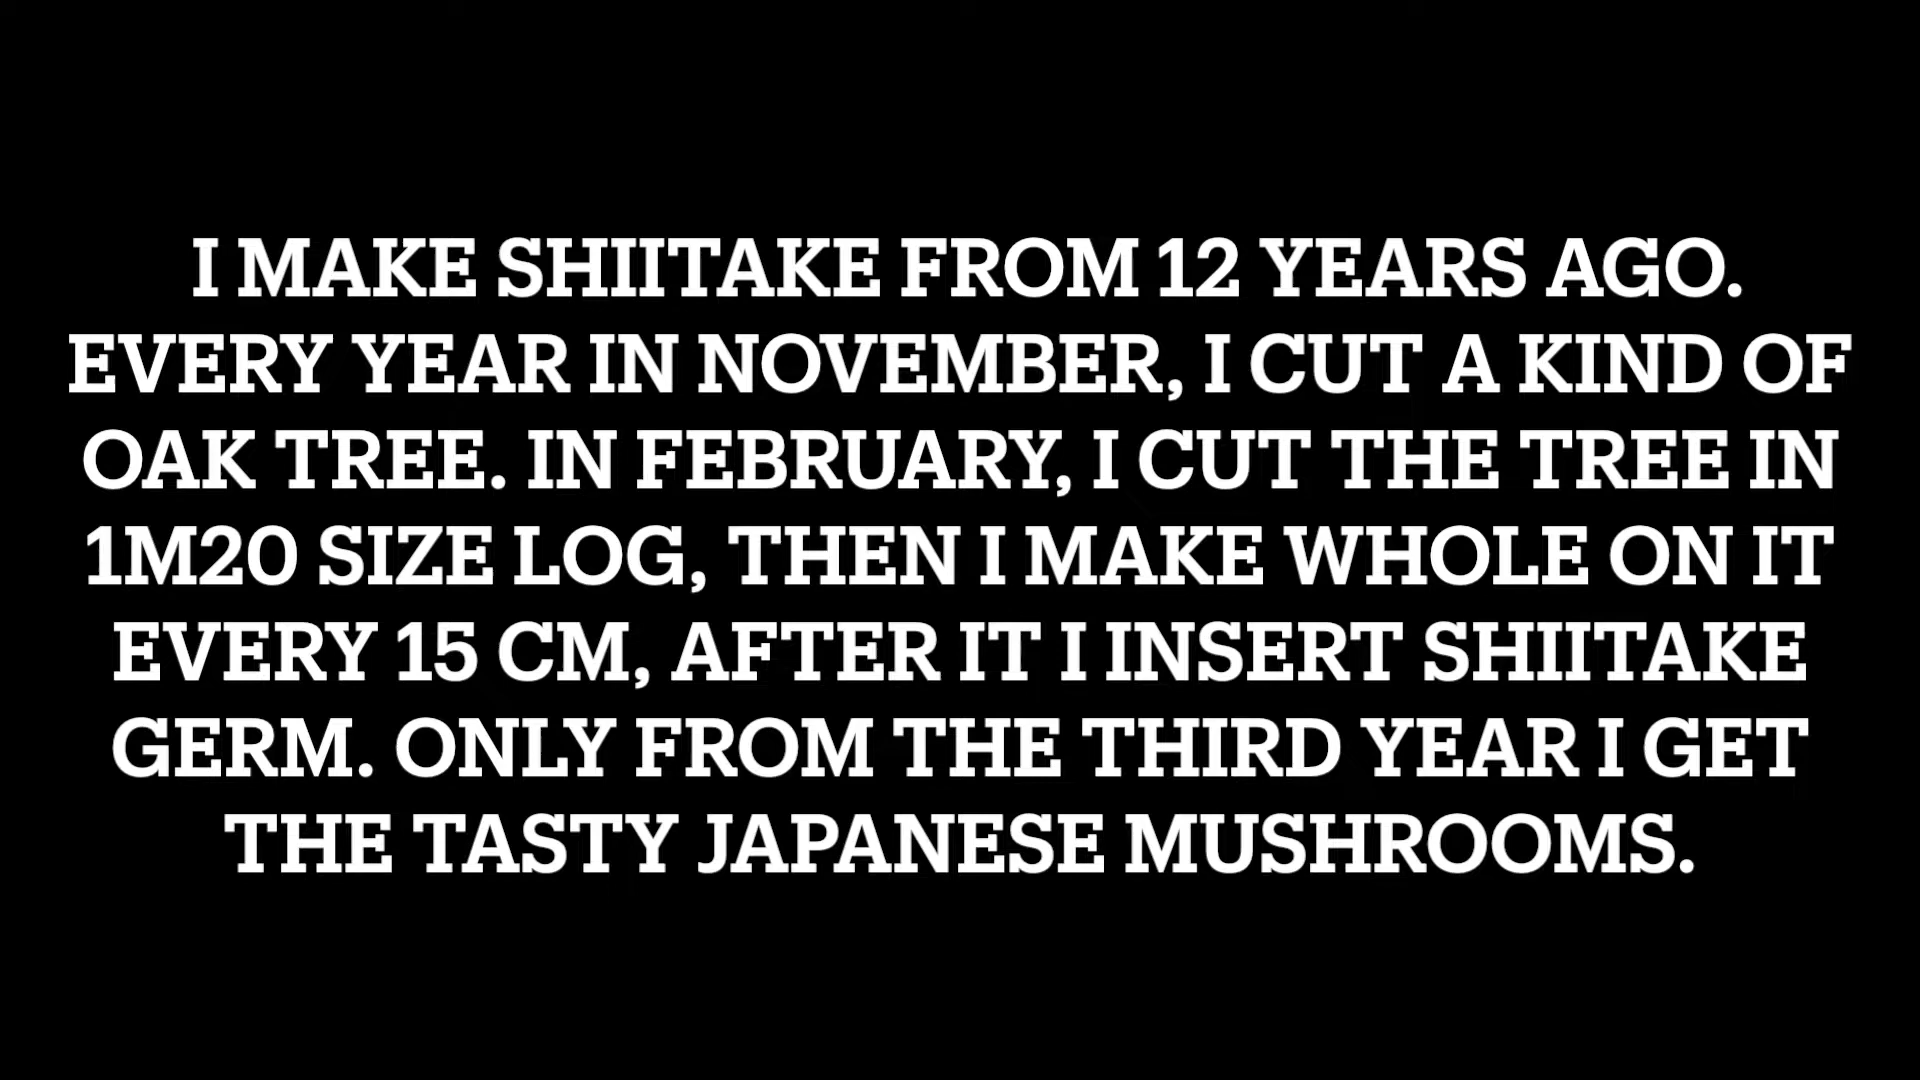 I MAKE SHIITAKE FROM 12 YEARS AGO.
EVERY YEAR IN NOVEMBER, I CUT A KIND OF
OAK TREE. IN FEBRUARY, I CUT THE TREE IN
1M20 SIZE LOG, THEN I MAKE WHOLE ON IT
EVERY 15 CM, AFTER IT I INSERT SHIITAKE
GERM. ONLY FROM THE THIRD YEAR I GET
THE TASTY JAPANESE MUSHROOMS.